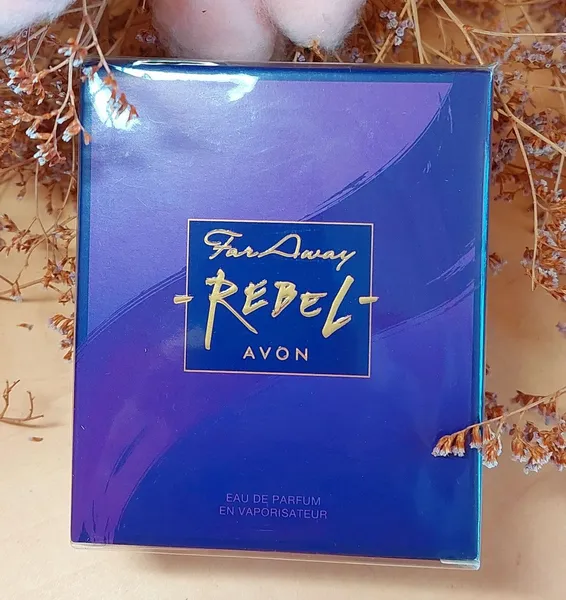 Far Away
-REBEL-
AVON
EAU DE PARFUM
EN VAPORISATEUR